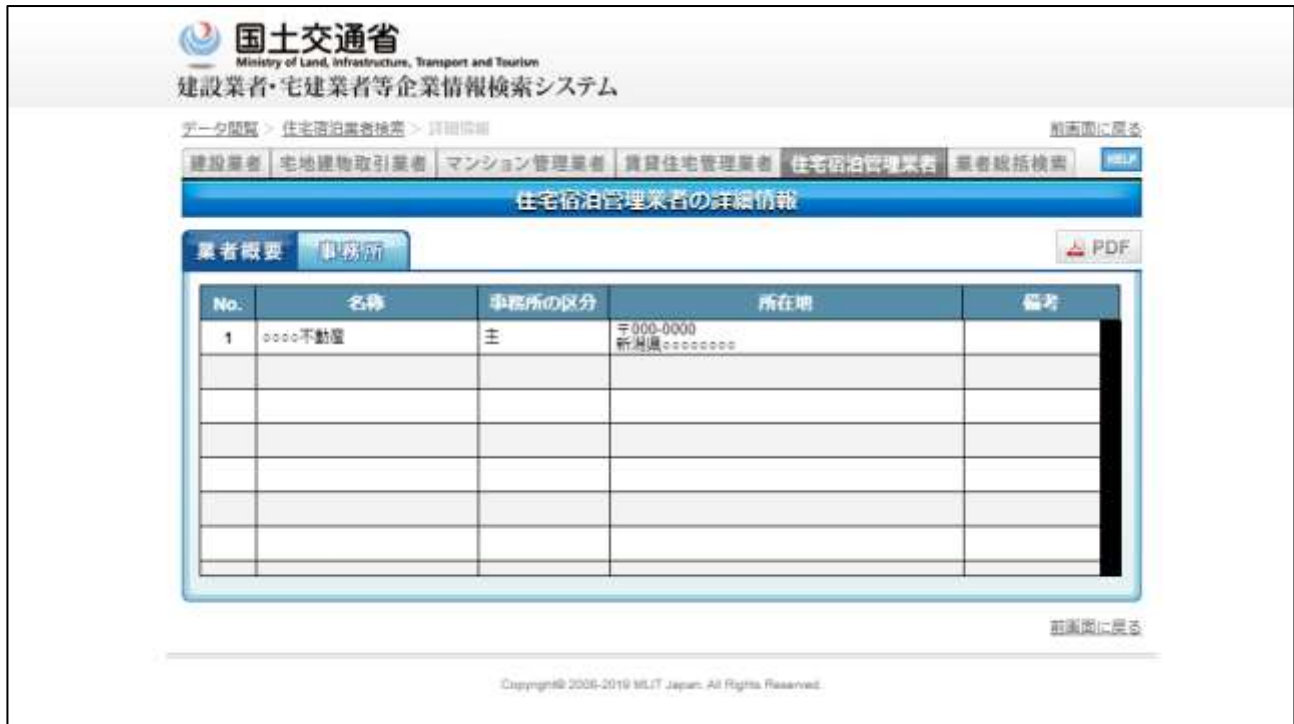 国土交通省
Ministry of Land, Infrastructure, Transport and Tourism
建設業者・宅建業者等企業情報検索システム
データ閲覧 > 住宅宿泊業者検索 > 詳細情報 前画面に戻る
建設業者 宅地建物取引業者 マンション管理業者 賃貸住宅管理業者 住宅宿泊管理業者 業者総括検索 HELP
住宅宿泊管理業者の詳細情報
業者概要 事務所 PDF
No. 名称 事務所の区分 所在地 備考
1 ○○○○不動産 主 〒000-0000
新潟県○○○○○○○○
前画面に戻る
Copyright© 2006-2019 MLIT Japan. All Rights Reserved.